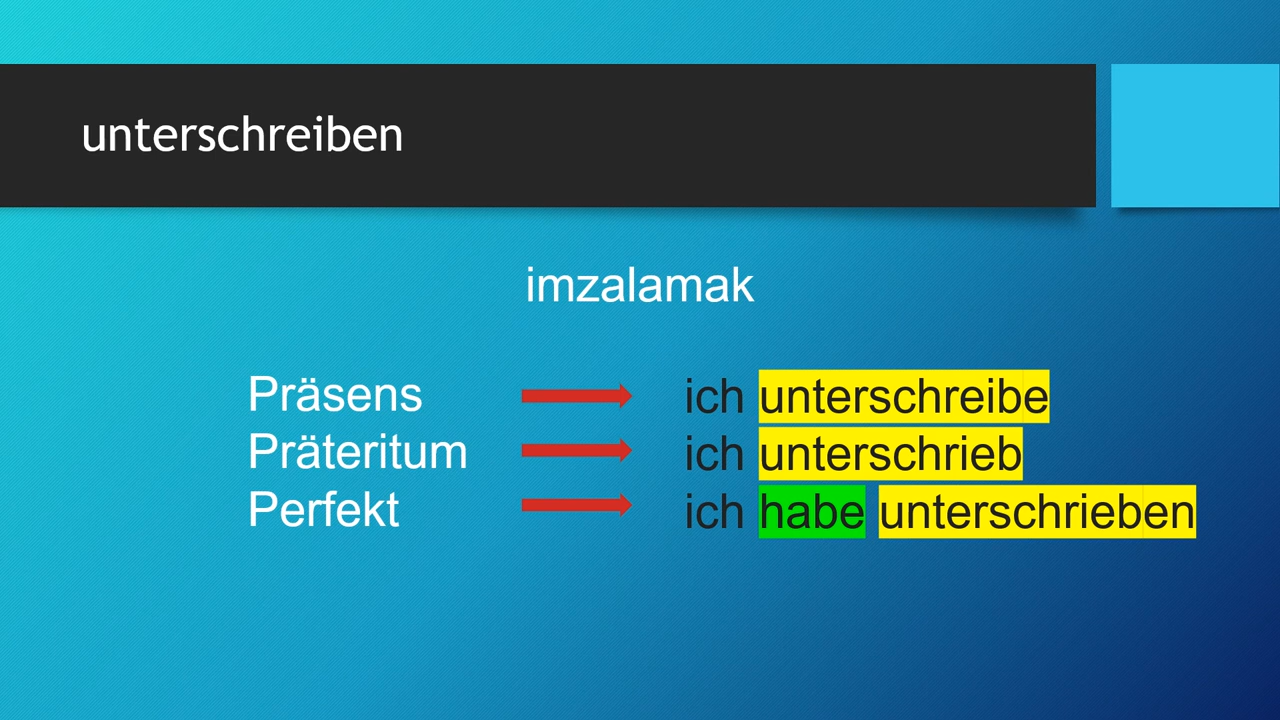 unterschreiben
imzalamak
Präsens ich unterschreibe
Präteritum ich unterschrieb
Perfekt ich habe unterschrieben